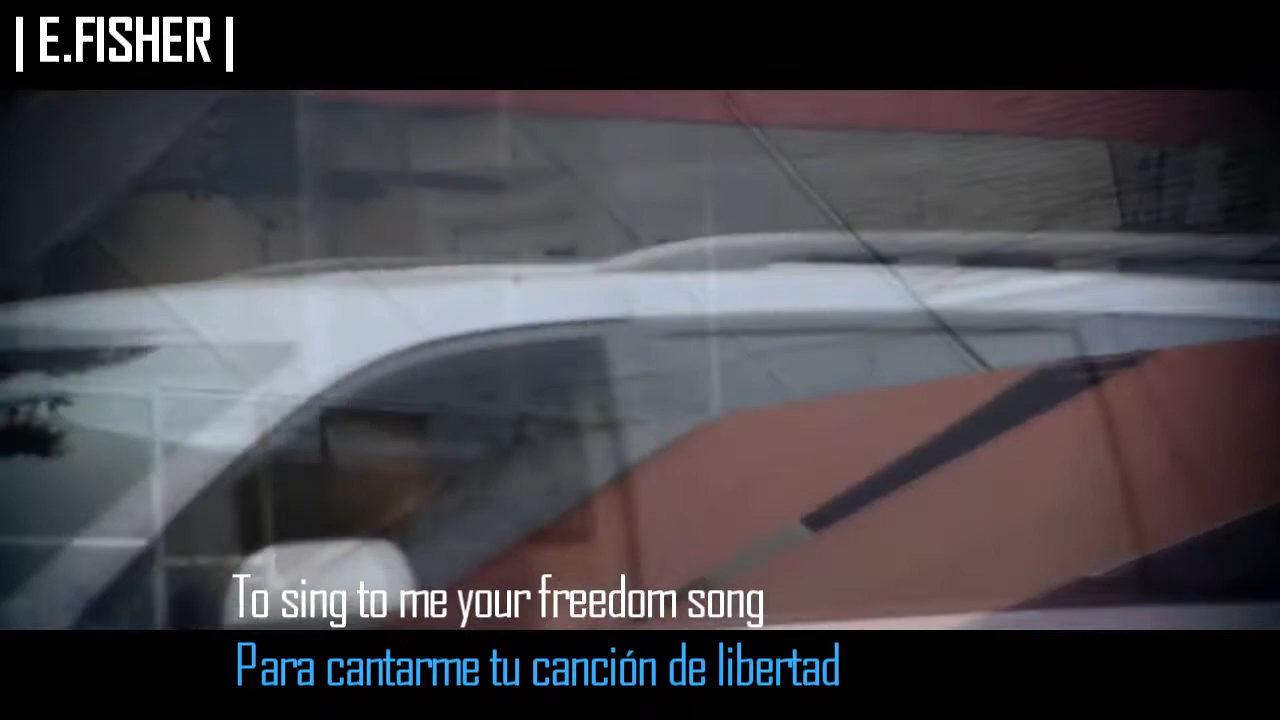 | E.FISHER |
To sing to me your freedom song
Para cantarme tu canción de libertad